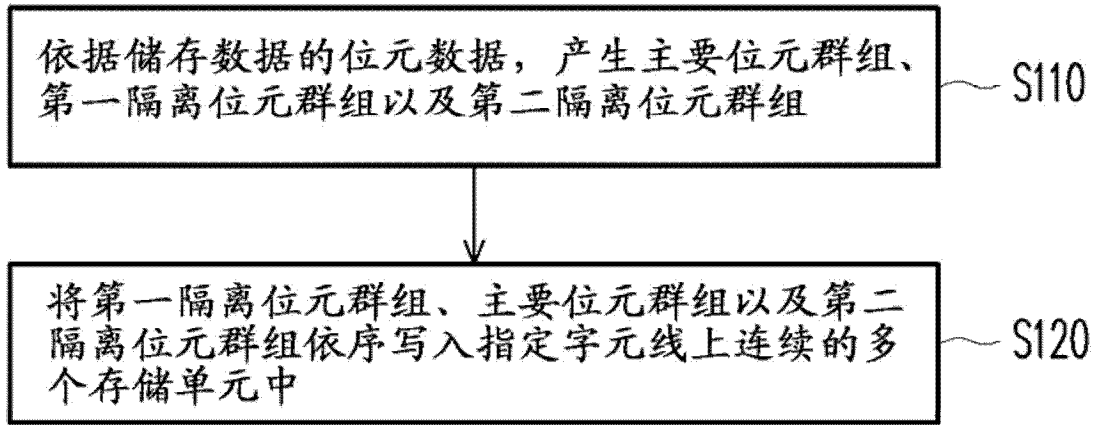 依据储存数据的位元数据，产生主要位元群组、
第一隔离位元群组以及第二隔离位元群组
S110
将第一隔离位元群组、主要位元群组以及第二
隔离位元群组依序写入指定字元线上连续的多
个存储单元中
S120